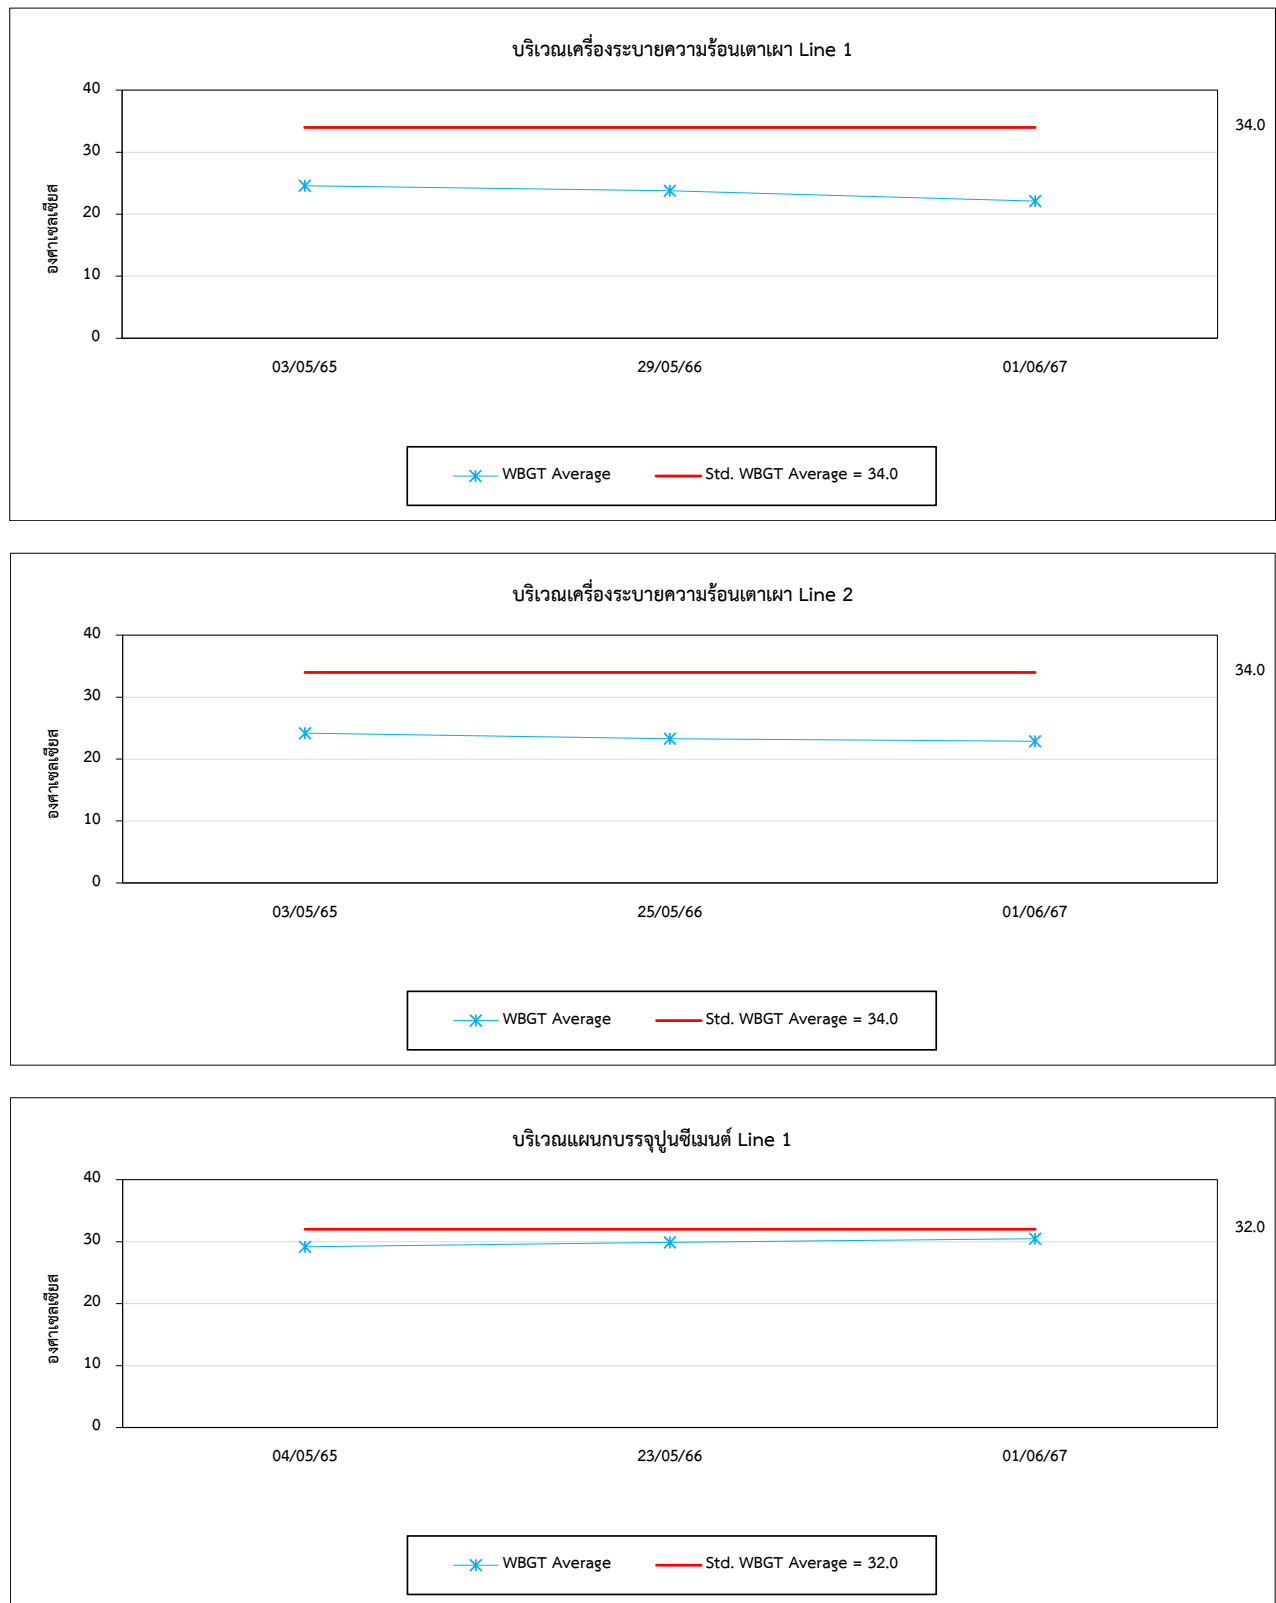 บริเวณเครื่องระบายความร้อนเตาเผา Line 1
40
34.0
30
องศาเซลเซียส
20
10
0
03/05/65 29/05/66 01/06/67
WBGT Average Std. WBGT Average = 34.0
บริเวณเครื่องระบายความร้อนเตาเผา Line 2
40
34.0
30
องศาเซลเซียส
20
10
0
03/05/65 25/05/66 01/06/67
WBGT Average Std. WBGT Average = 34.0
บริเวณแผนกบรรจุปูนซีเมนต์ Line 1
40
32.0
30
องศาเซลเซียส
20
10
0
04/05/65 23/05/66 01/06/67
WBGT Average Std. WBGT Average = 32.0